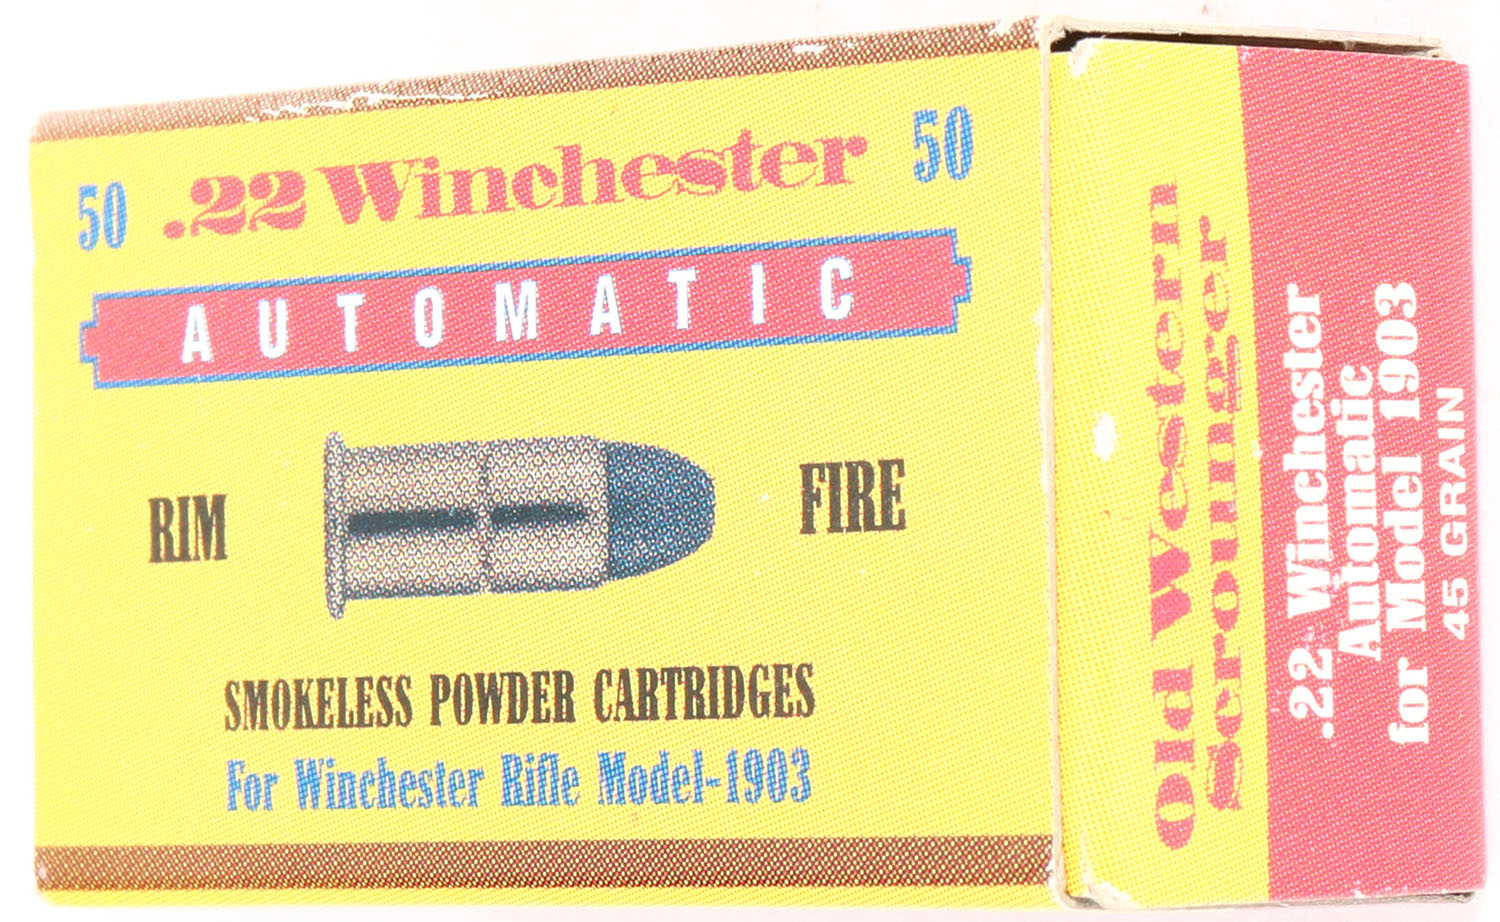 50 .22 Winchester 50
AUTOMATIC
RIM FIRE
SMOKELESS POWDER CARTRIDGES
For Winchester Rifle Model-1903
Old Western
Scrounger
.22 Winchester
Automatic
for Model 1903
45 GRAIN